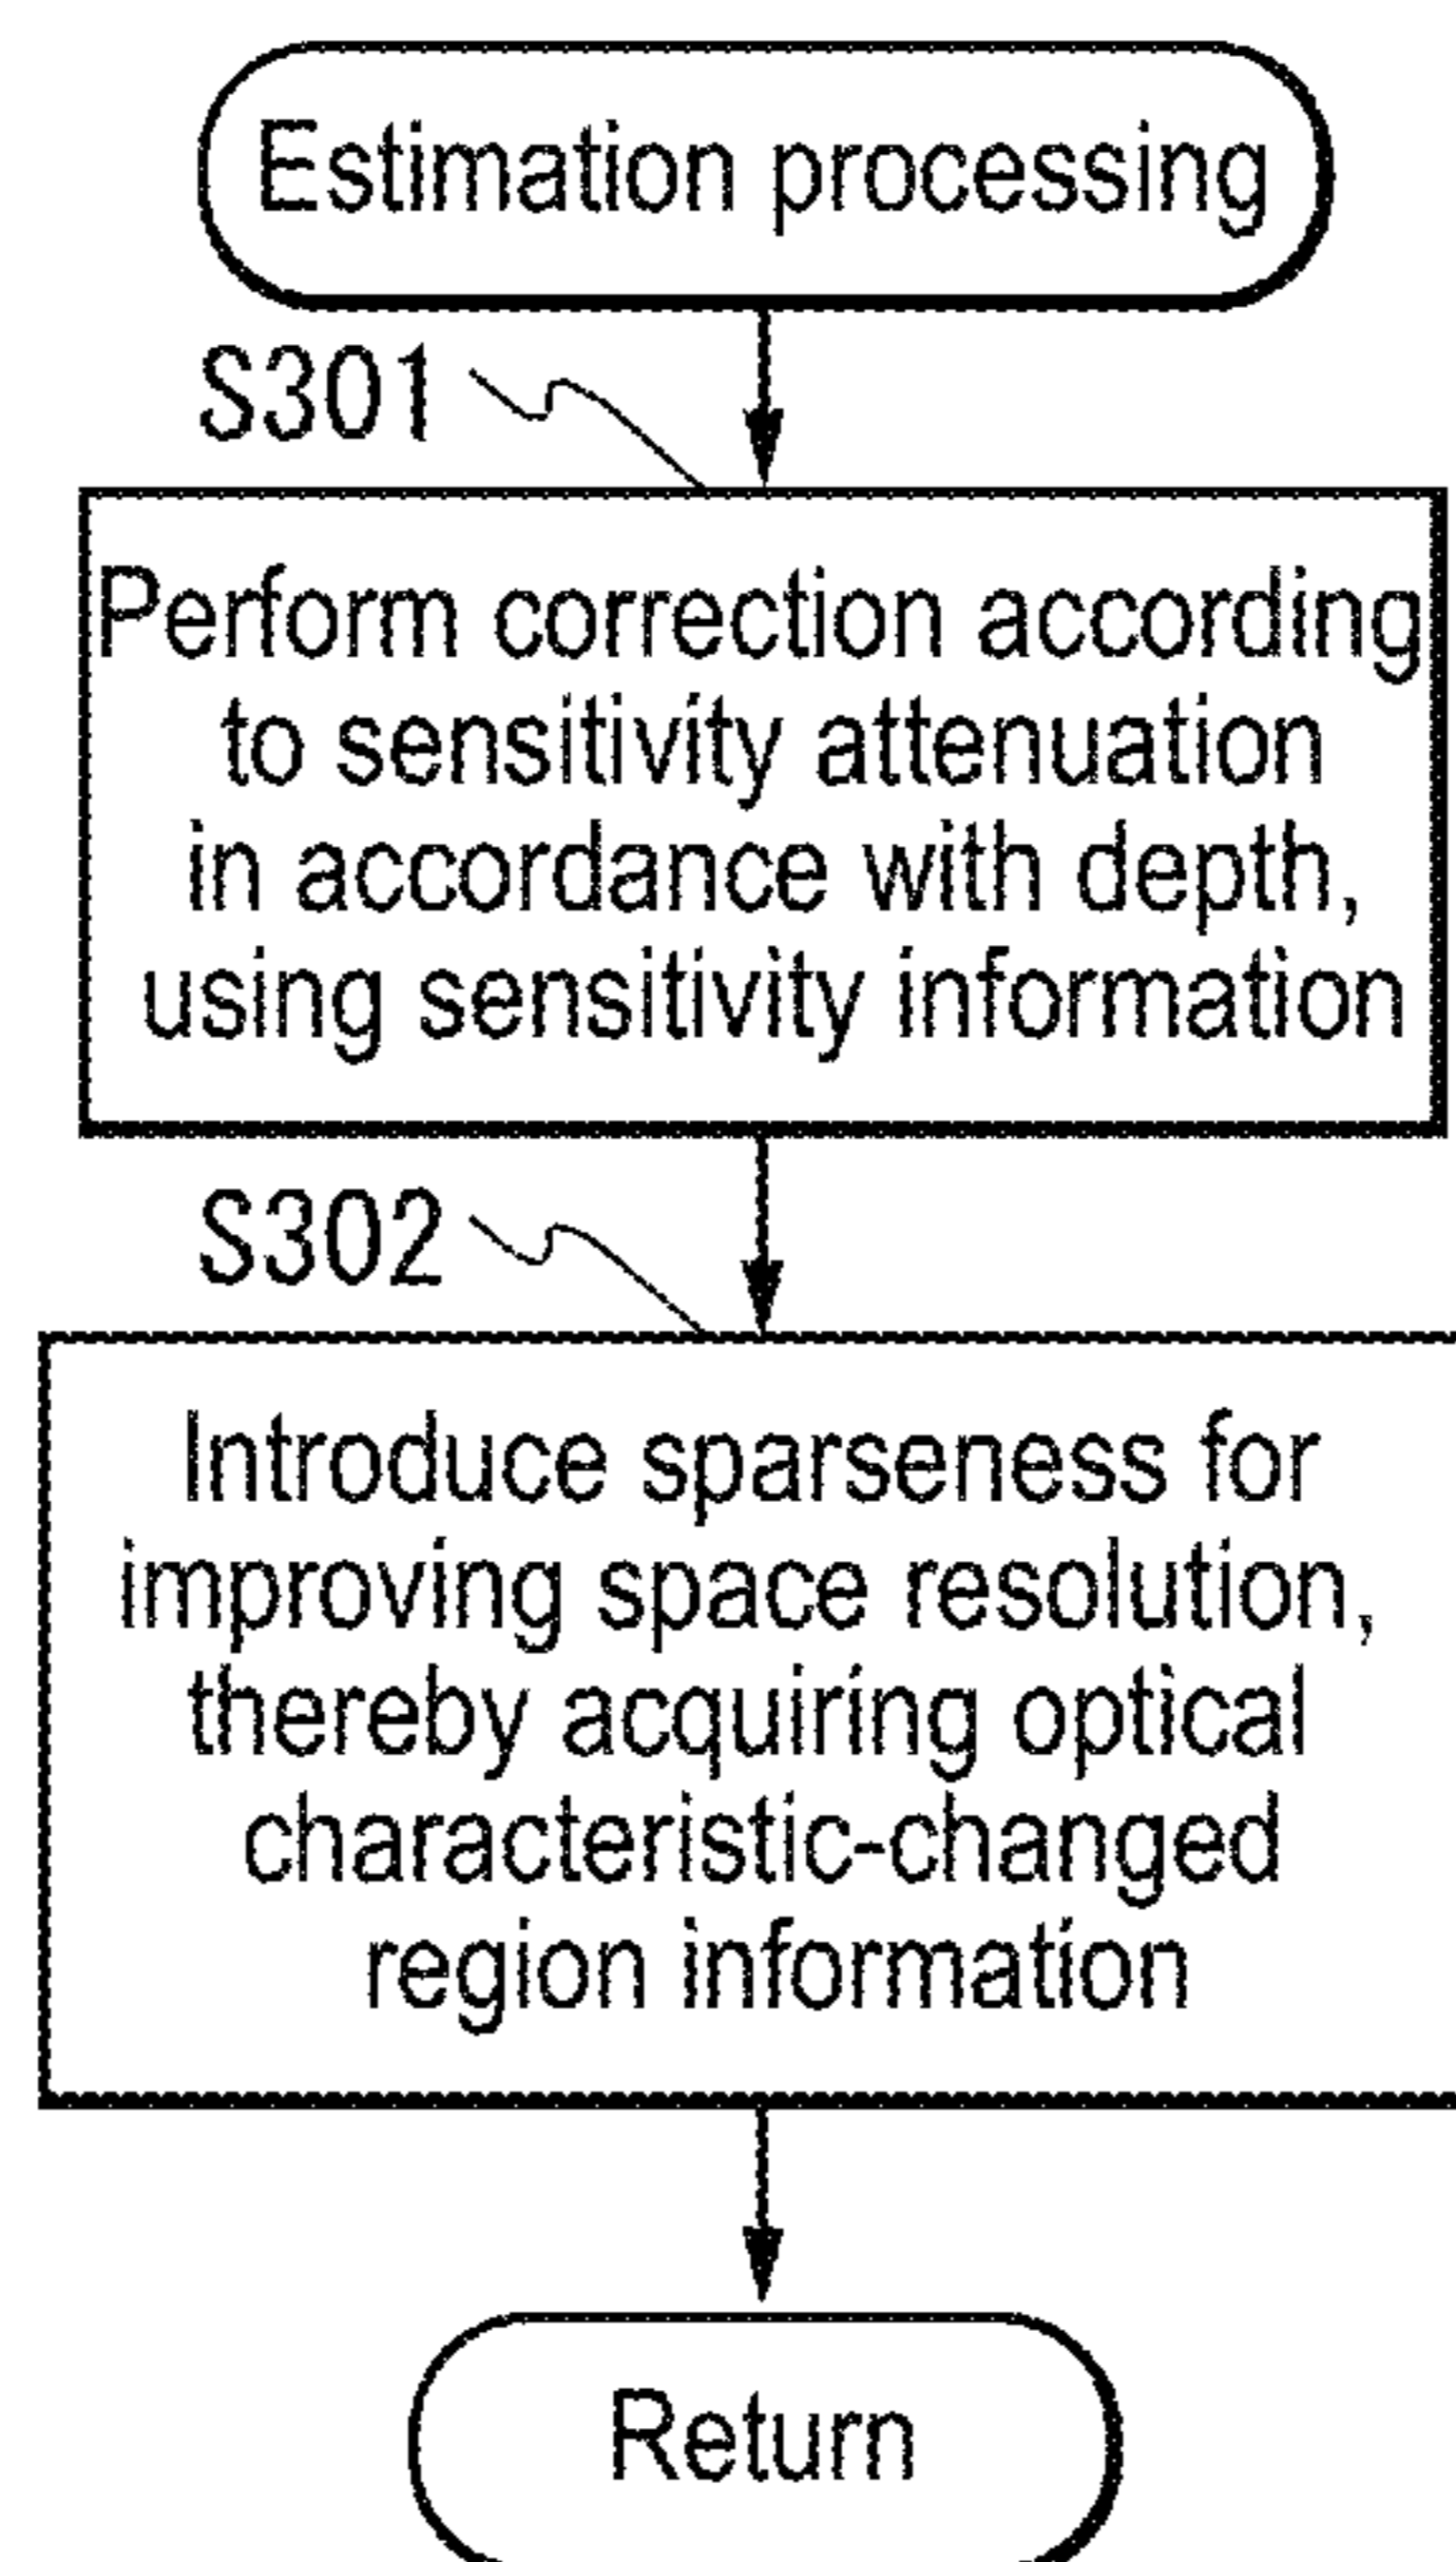 Estimation processing
S301
Perform correction according
to sensitivity attenuation
in accordance with depth,
using sensitivity information
S302
Introduce sparseness for
improving space resolution,
thereby acquiring optical
characteristic-changed
region information
Return